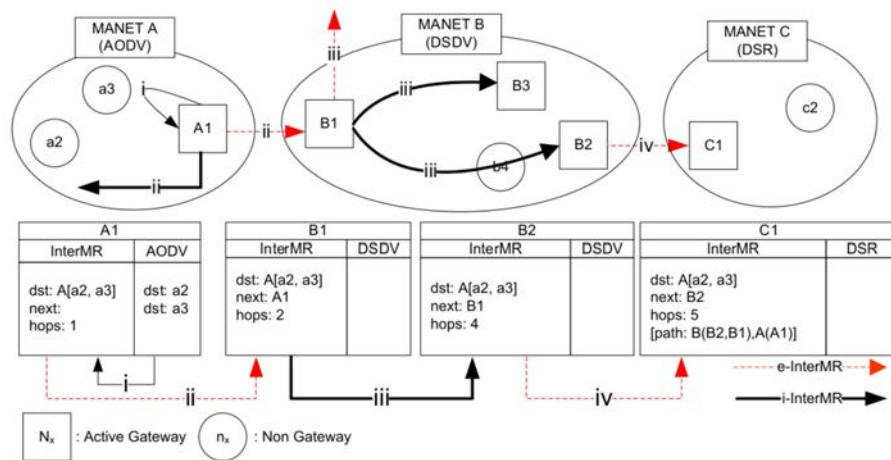 MANET A
(AODV)
MANET B
(DSDV)
MANET C
(DSR)
iii
a3
i
a2
A1
ii
ii
B1
iii
B3
iii
b4
B2
iv
C1
c2
A1
InterMR
AODV
dst: A[a2, a3]
next:
hops: 1
dst: a2
dst: a3
B1
InterMR
DSDV
dst: A[a2, a3]
next: A1
hops: 2
B2
InterMR
DSDV
dst: A[a2, a3]
next: B1
hops: 4
C1
InterMR
DSR
dst: A[a2, a3]
next: B2
hops: 5
[path: B(B2,B1),A(A1)]
i
ii
iii
iv
e-InterMR
i-InterMR
Nx
: Active Gateway
nx
: Non Gateway